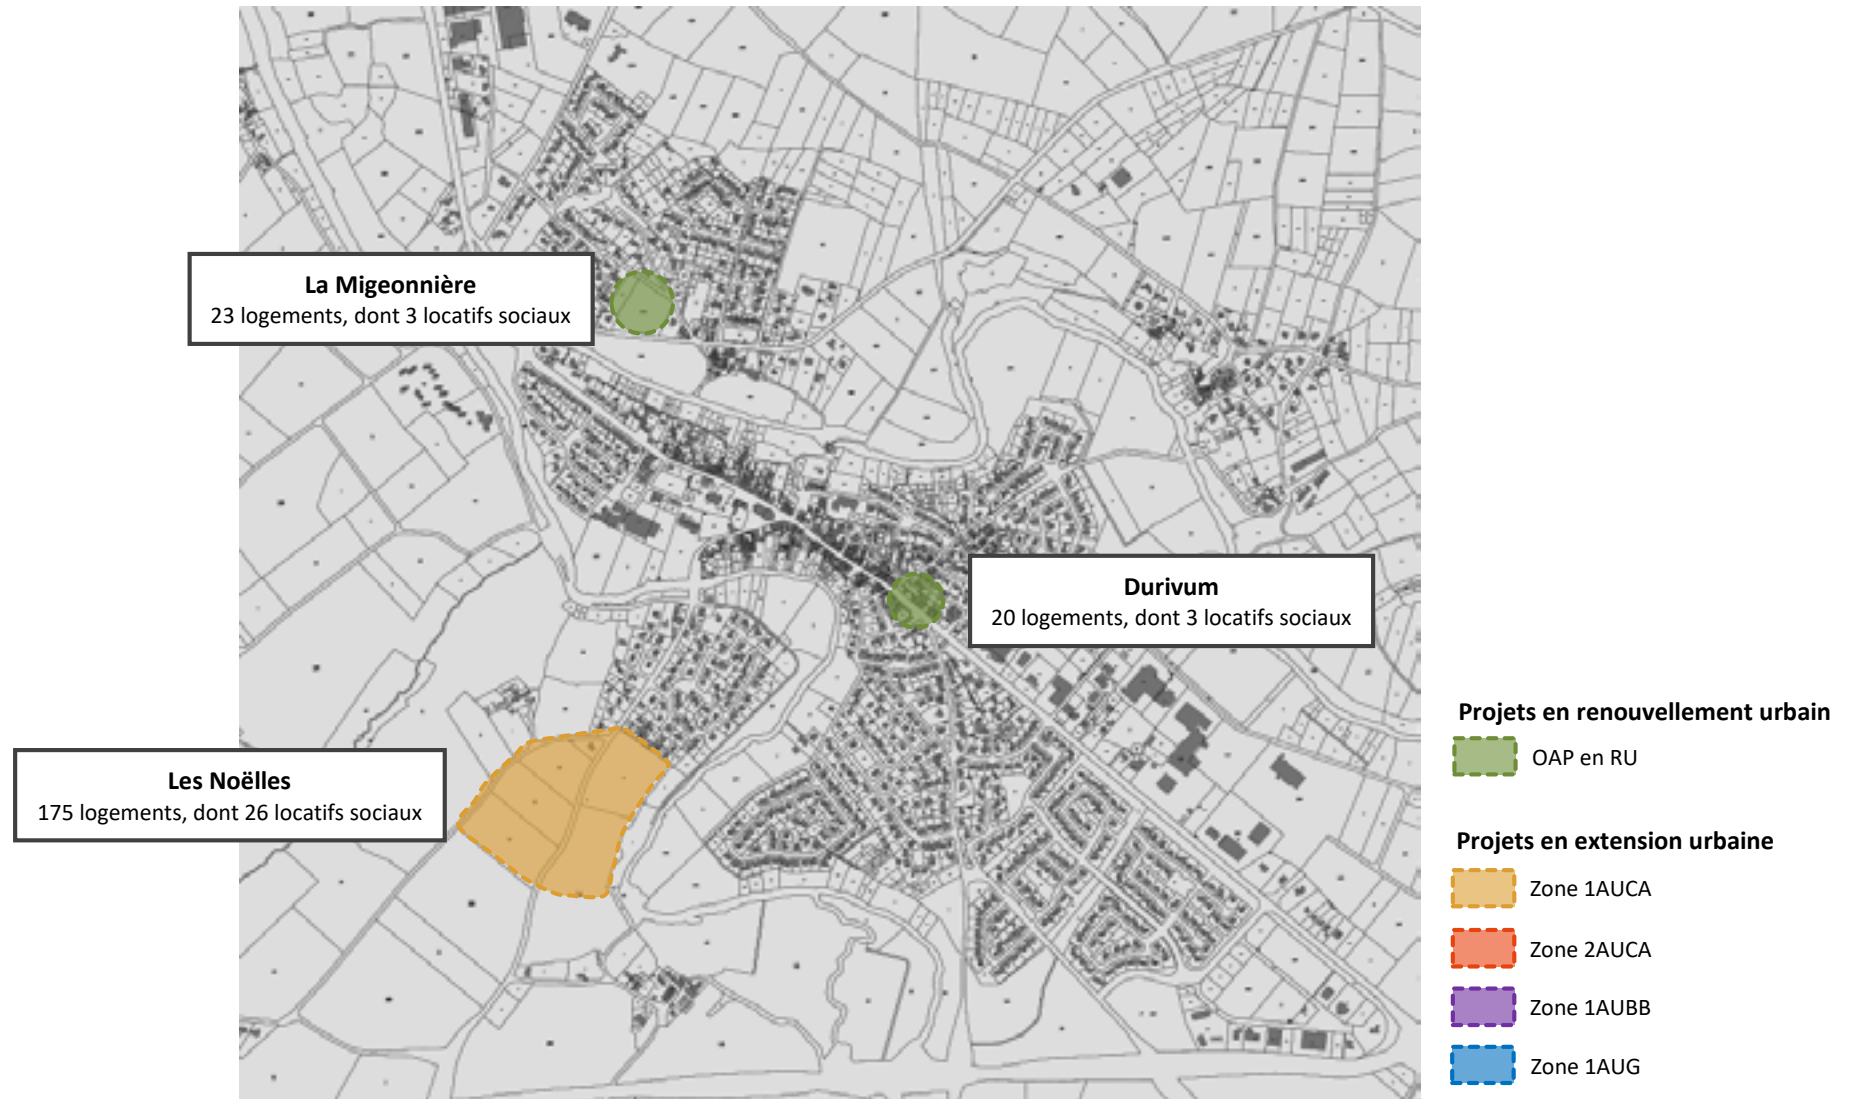 La Migeonnière
23 logements, dont 3 locatifs sociaux
Durivum
20 logements, dont 3 locatifs sociaux
Les Noëlles
175 logements, dont 26 locatifs sociaux
Projets en renouvellement urbain
OAP en RU
Projets en extension urbaine
Zone 1AUCA
Zone 2AUCA
Zone 1AUBB
Zone 1AUG